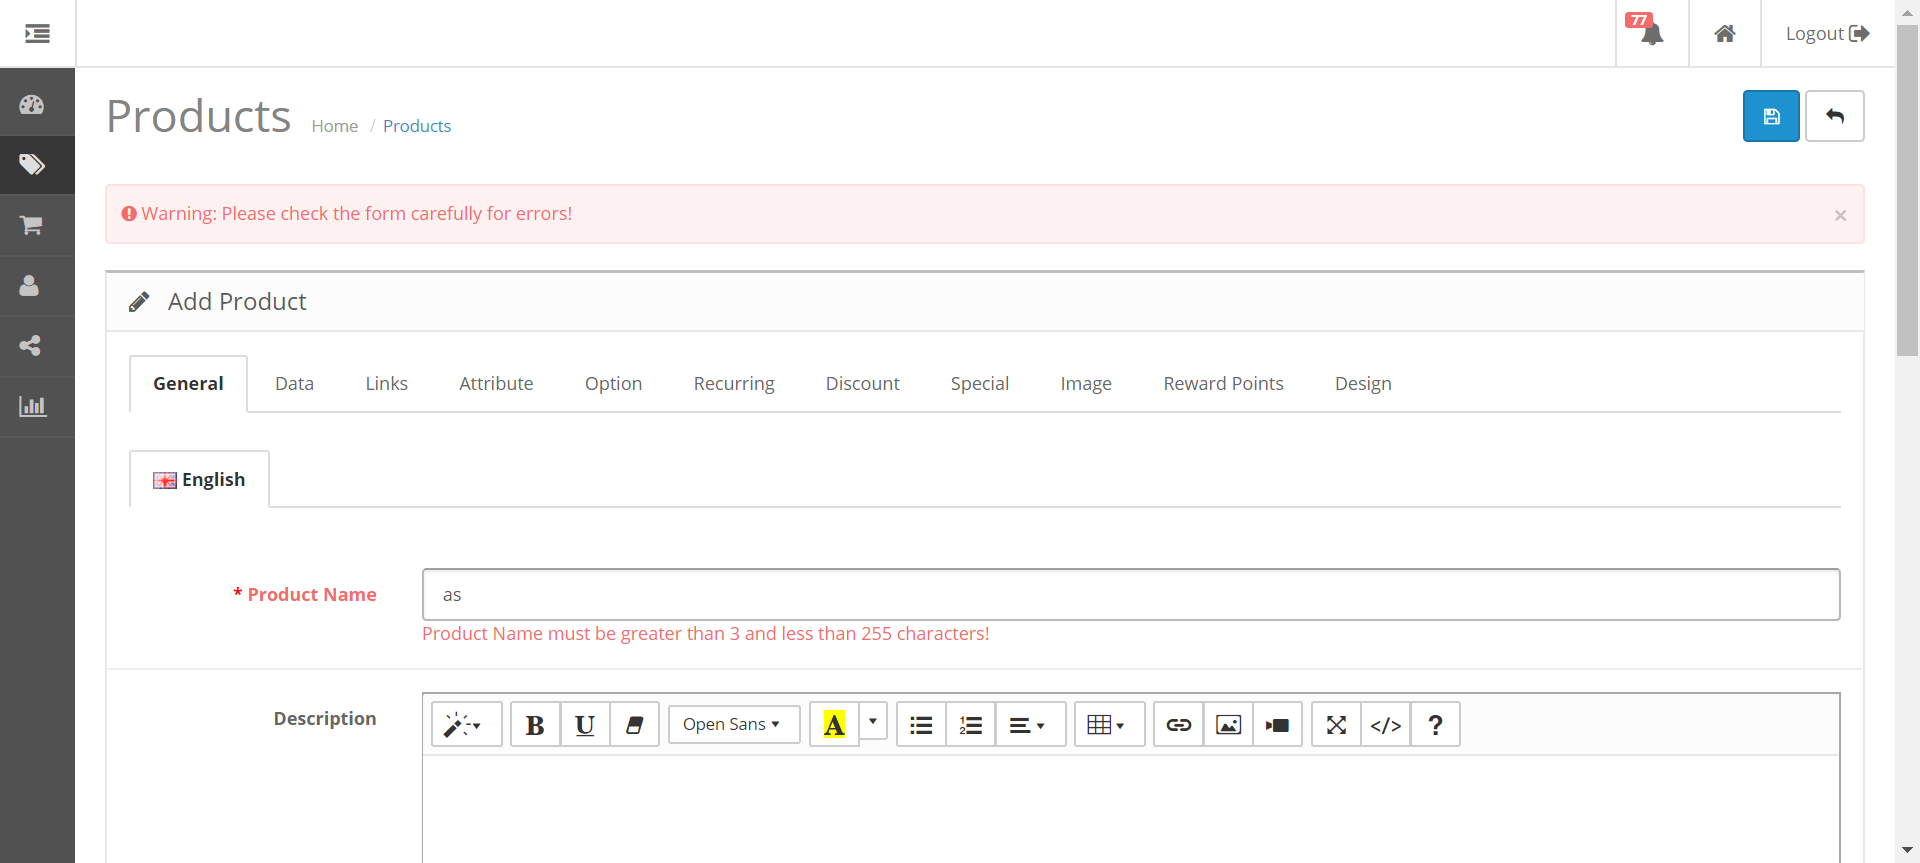 77
Logout
Products Home / Products
Warning: Please check the form carefully for errors!
×
Add Product
General Data Links Attribute Option Recurring Discount Special Image Reward Points Design
English
* Product Name as
Product Name must be greater than 3 and less than 255 characters!
Description
B U Open Sans A </> ?